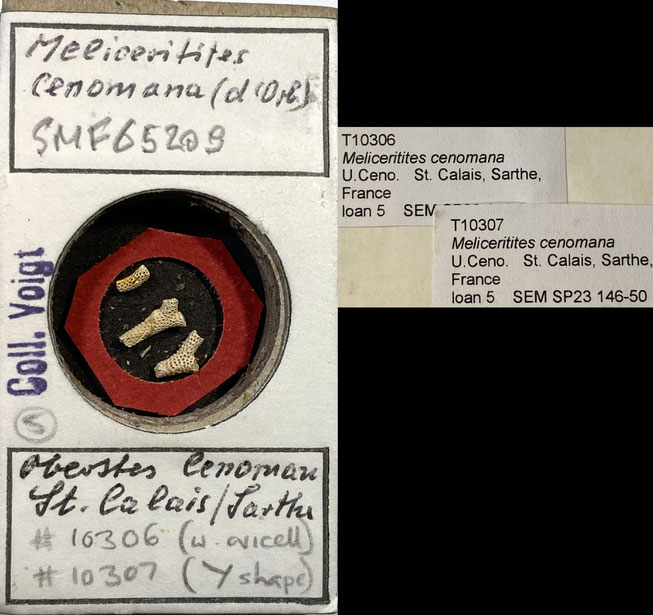 Meliceritites
cenomana (d'Orb.)
SMF65209
Coll. Voigt
5
Oberstes Cenoman
St. Calais/Sarthe
# 10306 (w. ovicell)
# 10307 (Y shape)
T10306
Meliceritites cenomana
U.Ceno. St. Calais, Sarthe,
France
loan 5 SEM
T10307
Meliceritites cenomana
U.Ceno. St. Calais, Sarthe,
France
loan 5 SEM SP23 146-50